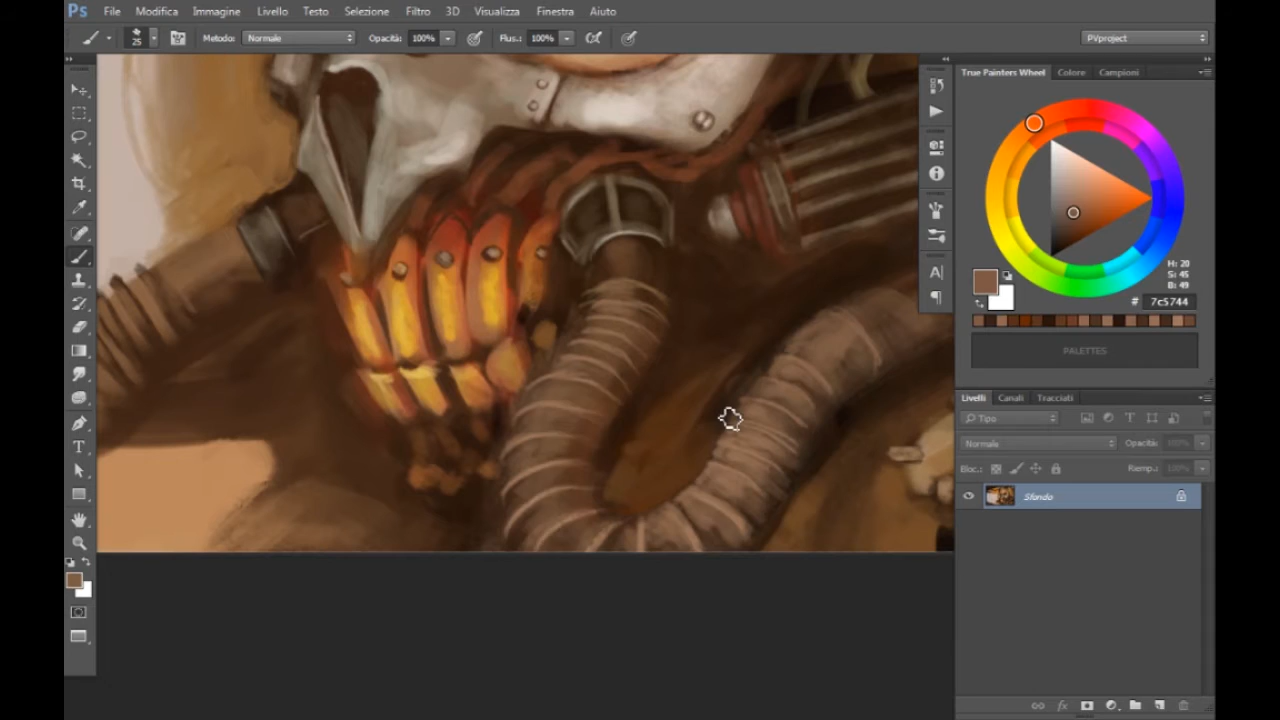 Ps File Modifica Immagine Livello Testo Selezione Filtro 3D Visualizza Finestra Aiuto
25 Metodo: Normale Opacità: 100% Flus.: 100% PVproject
True Painters Wheel Colore Campioni
H: 20
S: 45
B: 49
# 7c5744
PALETTES
Livelli Canali Tracciati
Tipo
Normale Opacità: 100%
Bloc.: Riemp.: 100%
Sfondo